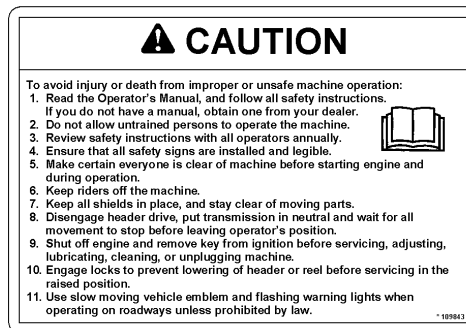 CAUTION
To avoid injury or death from improper or unsafe machine operation:
1. Read the Operator's Manual, and follow all safety instructions.
If you do not have a manual, obtain one from your dealer.
2. Do not allow untrained persons to operate the machine.
3. Review safety instructions with all operators annually.
4. Ensure that all safety signs are installed and legible.
5. Make certain everyone is clear of machine before starting engine and
during operation.
6. Keep riders off the machine.
7. Keep all shields in place, and stay clear of moving parts.
8. Disengage header drive, put transmission in neutral and wait for all
movement to stop before leaving operator's position.
9. Shut off engine and remove key from ignition before servicing, adjusting,
lubricating, cleaning, or unplugging machine.
10. Engage locks to prevent lowering of header or reel before servicing in the
raised position.
11. Use slow moving vehicle emblem and flashing warning lights when
operating on roadways unless prohibited by law.
* 109843